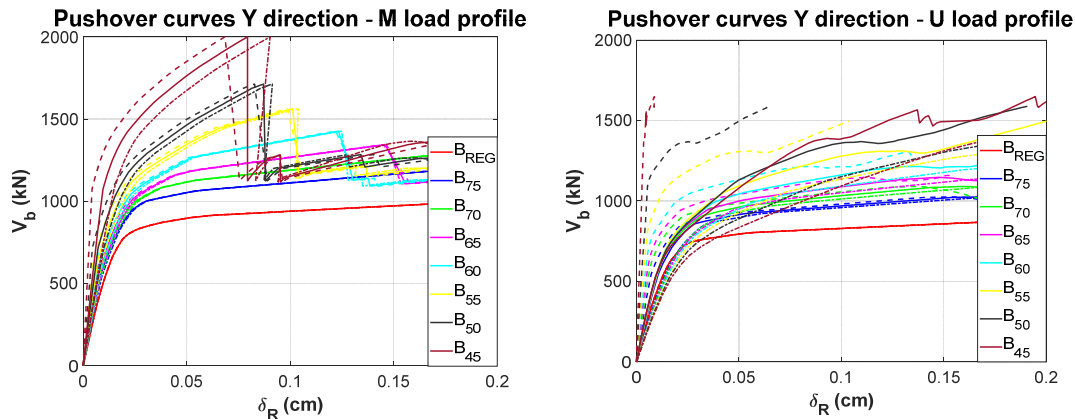 Pushover curves Y direction - M load profile
V_b (kN)
2000
1500
1000
500
0
0
0.05
0.1
0.15
0.2
δ_R (cm)
B_REG
B_75
B_70
B_65
B_60
B_55
B_50
B_45
Pushover curves Y direction - U load profile
V_b (kN)
2000
1500
1000
500
0
0
0.05
0.1
0.15
0.2
δ_R (cm)
B_REG
B_75
B_70
B_65
B_60
B_55
B_50
B_45